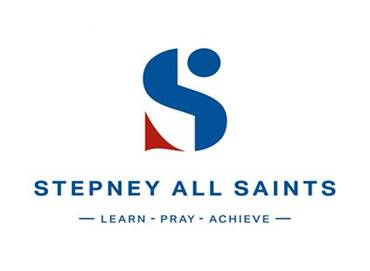 S
STEPNEY ALL SAINTS
— LEARN - PRAY - ACHIEVE —